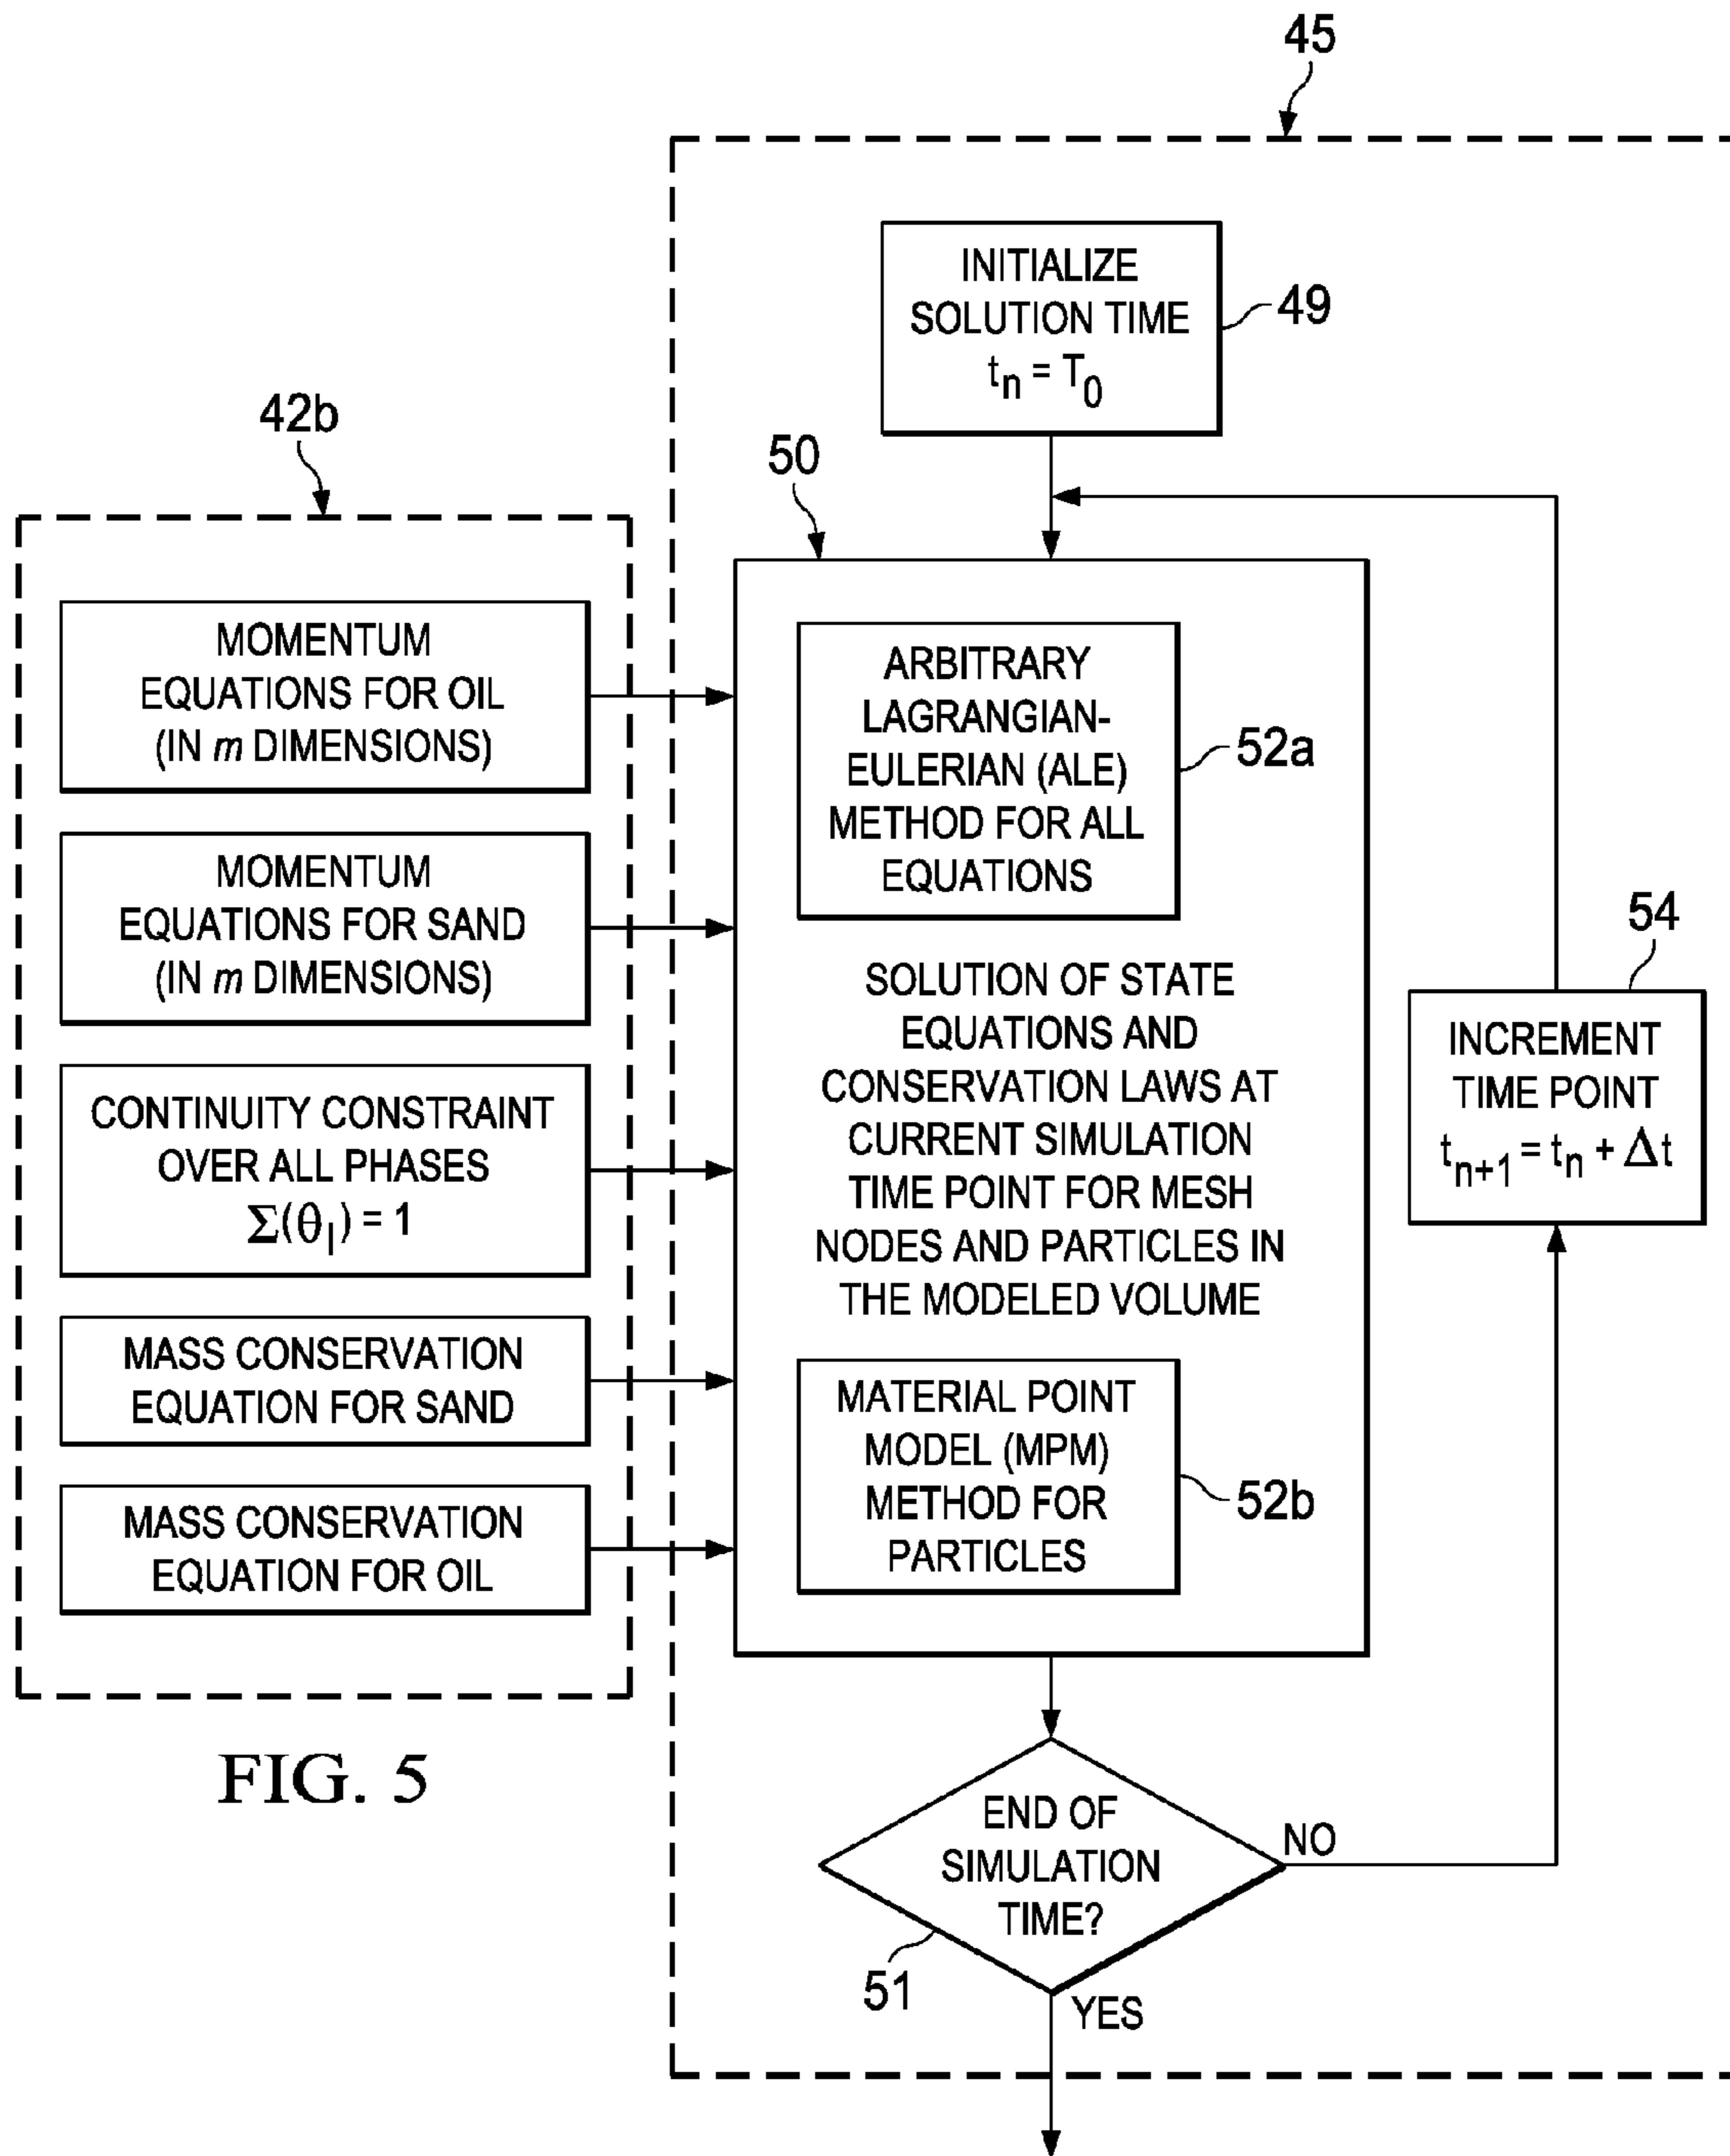 45
INITIALIZE
SOLUTION TIME
tn = T0
49
42b
50
MOMENTUM
EQUATIONS FOR OIL
(IN m DIMENSIONS)
MOMENTUM
EQUATIONS FOR SAND
(IN m DIMENSIONS)
CONTINUITY CONSTRAINT
OVER ALL PHASES
Σ(θl) = 1
MASS CONSERVATION
EQUATION FOR SAND
MASS CONSERVATION
EQUATION FOR OIL
ARBITRARY
LAGRANGIAN-
EULERIAN (ALE)
METHOD FOR ALL
EQUATIONS
52a
SOLUTION OF STATE
EQUATIONS AND
CONSERVATION LAWS AT
CURRENT SIMULATION
TIME POINT FOR MESH
NODES AND PARTICLES IN
THE MODELED VOLUME
MATERIAL POINT
MODEL (MPM)
METHOD FOR
PARTICLES
52b
54
INCREMENT
TIME POINT
tn+1 = tn + Δt
END OF
SIMULATION
TIME?
NO
51
YES
FIG. 5